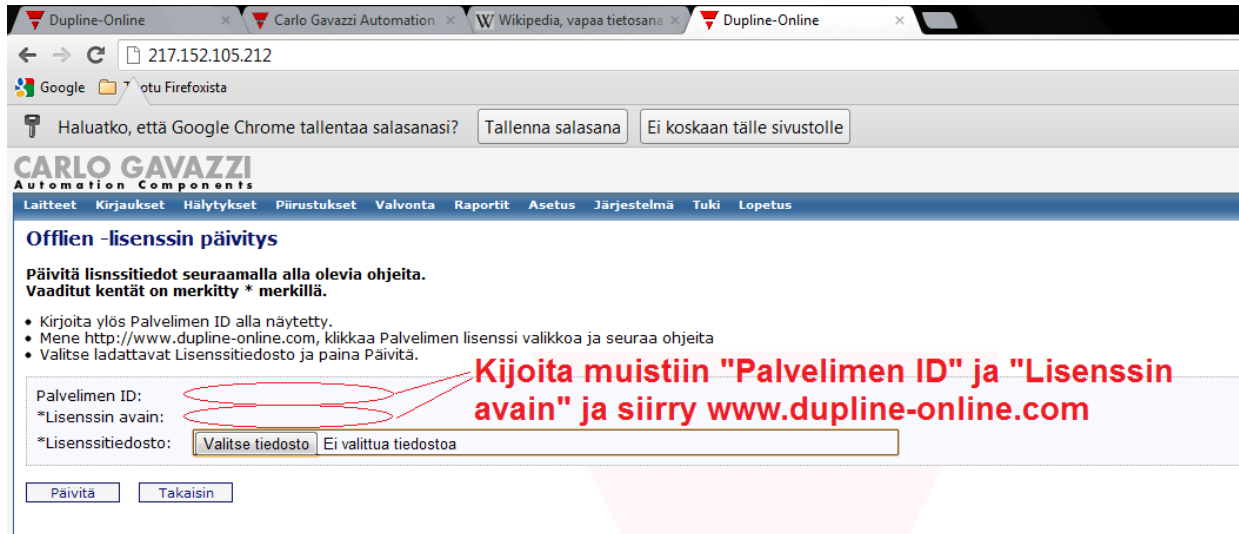 Dupline-Online
Carlo Gavazzi Automation
Wikipedia, vapaa tietosana
Dupline-Online
217.152.105.212
Google
otu Firefoxista
Haluatko, että Google Chrome tallentaa salasanasi? Tallenna salasana Ei koskaan tälle sivustolle
CARLO GAVAZZI
Automation Components
Laitteet Kirjaukset Hälytykset Piirustukset Valvonta Raportit Asetus Järjestelmä Tuki Lopetus
Offlien -lisenssin päivitys
Päivitä lisnssitiedot seuraamalla alla olevia ohjeita.
Vaaditut kentät on merkitty * merkillä.
• Kirjoita ylös Palvelimen ID alla näytetty.
• Mene http://www.dupline-online.com, klikkaa Palvelimen lisenssi valikkoa ja seuraa ohjeita
• Valitse ladattavat Lisenssitiedosto ja paina Päivitä.
Kijoita muistiin "Palvelimen ID" ja "Lisenssin
avain" ja siirry www.dupline-online.com
Palvelimen ID:
*Lisenssin avain:
*Lisenssitiedosto: Valitse tiedosto Ei valittua tiedostoa
Päivitä Takaisin